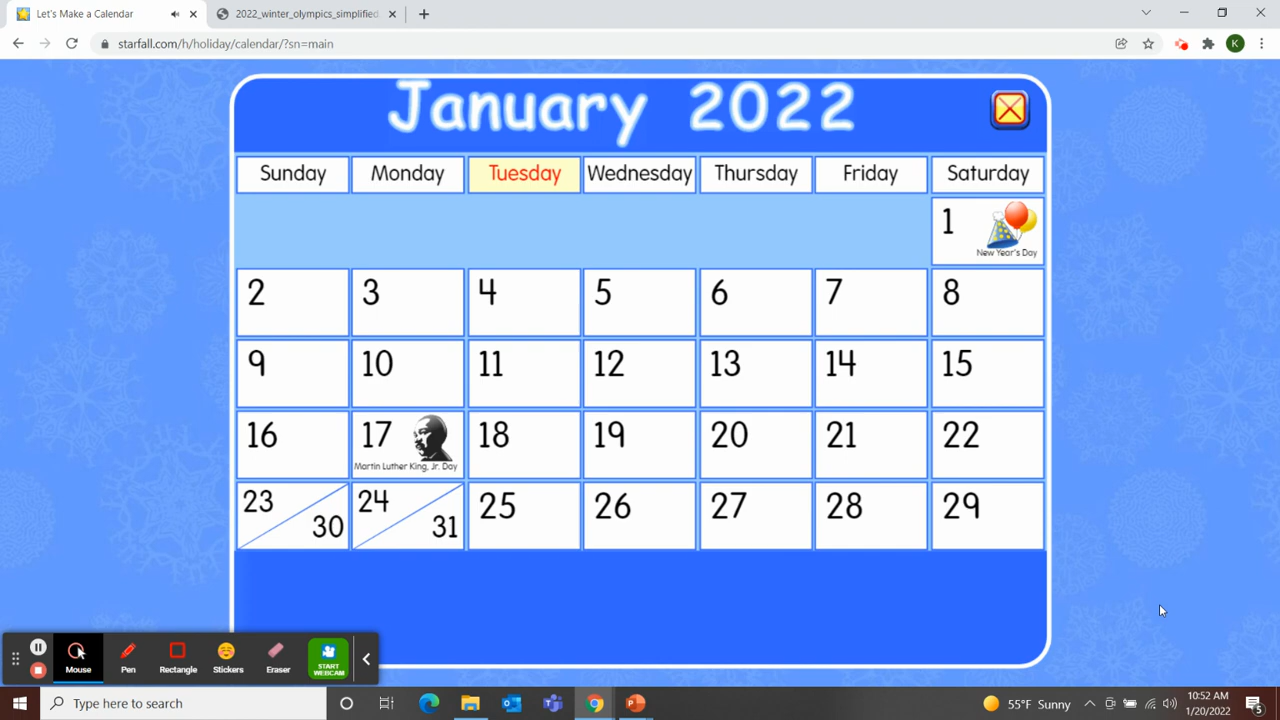 Let's Make a Calendar
2022_winter_olympics_simplified.
starfall.com/h/holiday/calendar/?sn=main
K
January 2022
Sunday Monday Tuesday Wednesday Thursday Friday Saturday
1
New Year's Day
2 3 4 5 6 7 8
9 10 11 12 13 14 15
16 17 18 19 20 21 22
Martin Luther King, Jr. Day
23 30 24 31 25 26 27 28 29
Mouse Pen Rectangle Stickers Eraser START WEBCAM
Type here to search
55°F Sunny
10:52 AM
1/20/2022
5